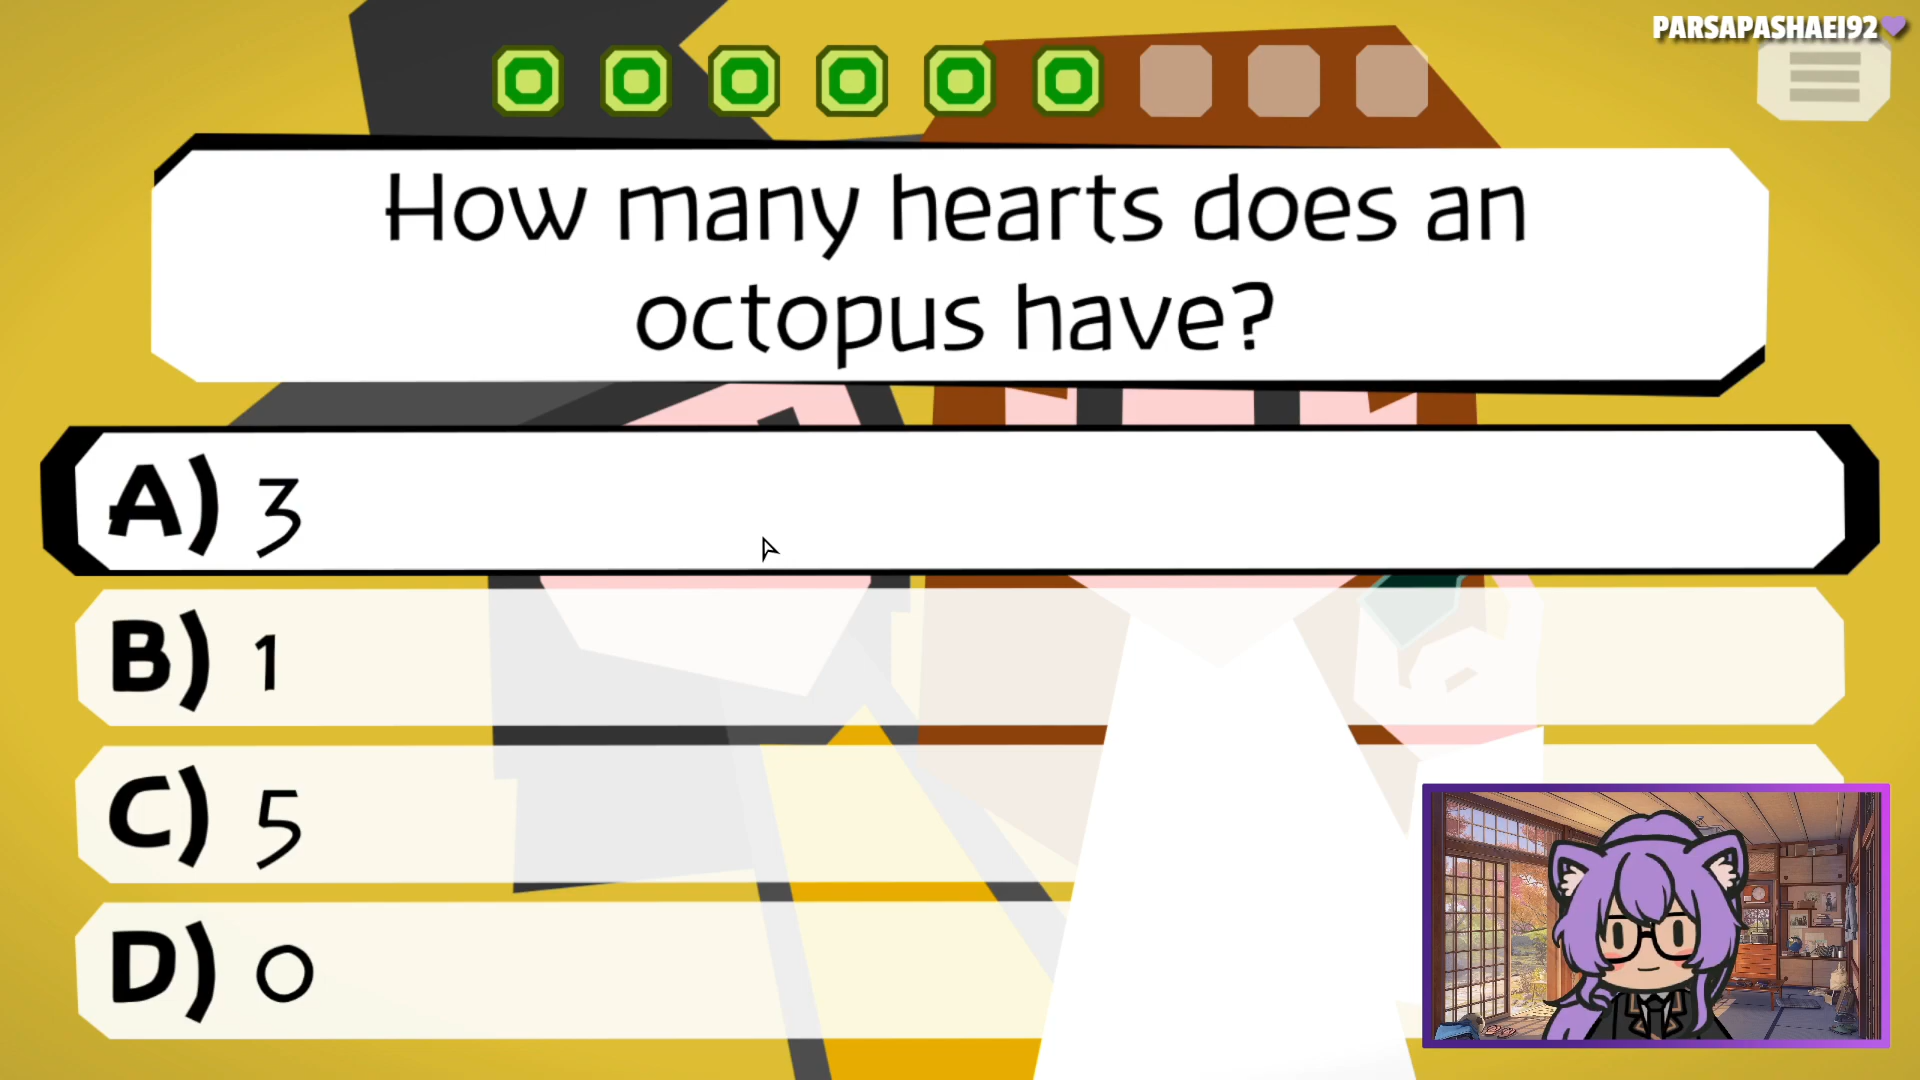 PARSAPASHAEI92
How many hearts does an
octopus have?
A) 3
B) 1
C) 5
D) 0